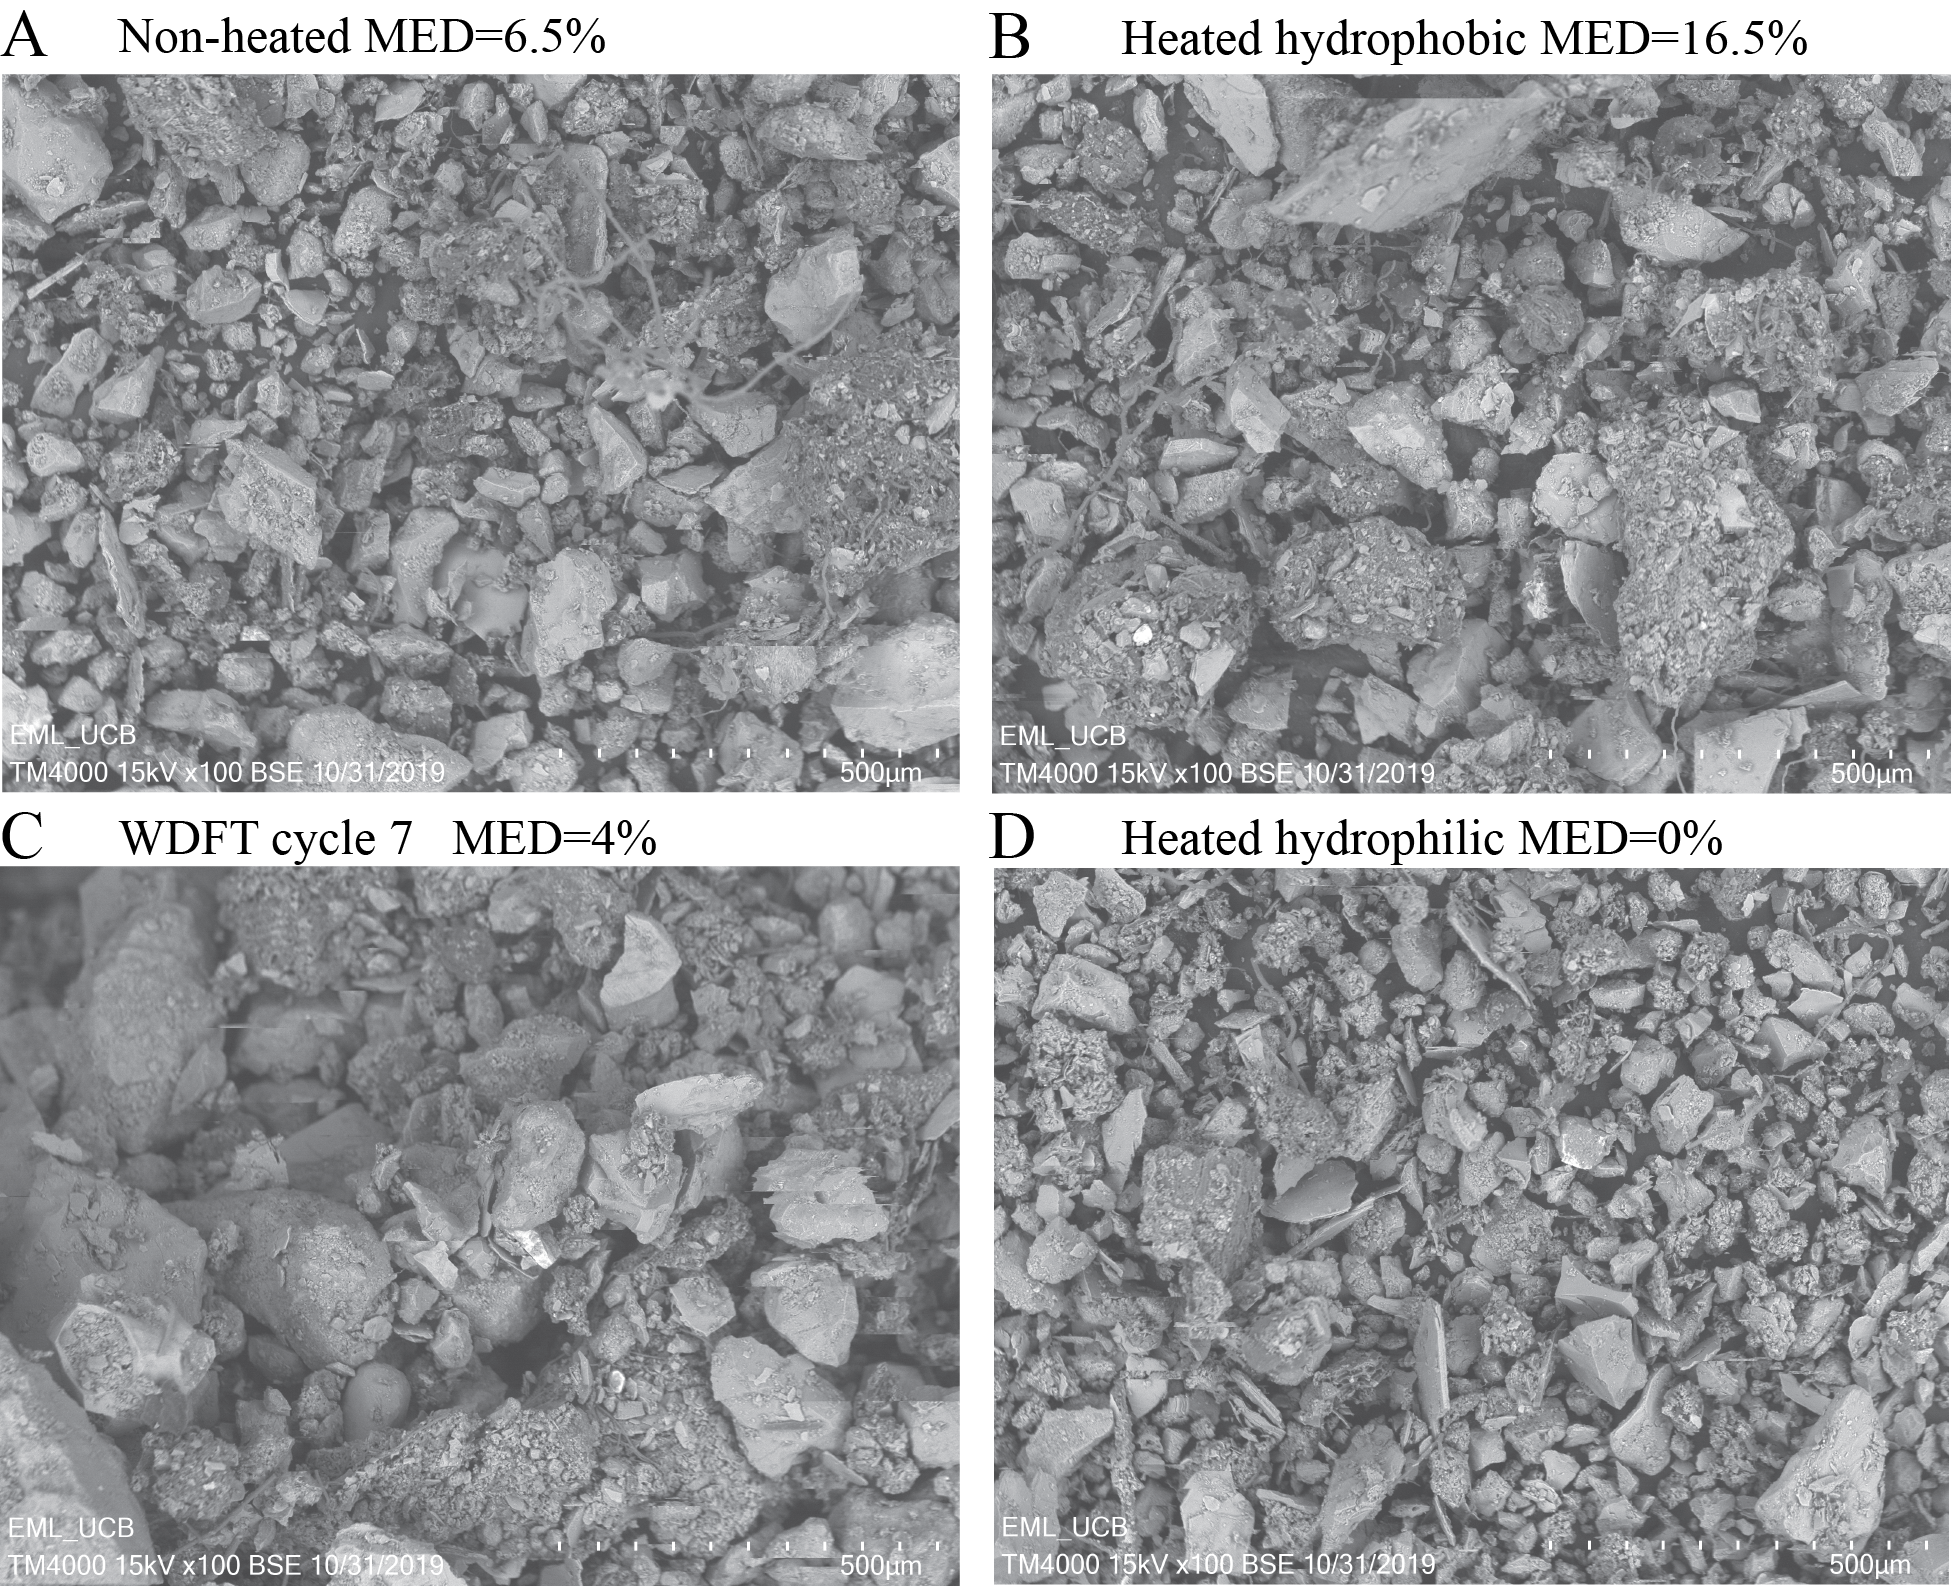 A Non-heated MED=6.5%
B Heated hydrophobic MED=16.5%
EML_UCB
TM4000 15kV x100 BSE 10/31/2019 500µm
EML_UCB
TM4000 15kV x100 BSE 10/31/2019 500µm
C WDFT cycle 7 MED=4%
D Heated hydrophilic MED=0%
EML_UCB
TM4000 15kV x100 BSE 10/31/2019 500µm
EML_UCB
TM4000 15kV x100 BSE 10/31/2019 500µm